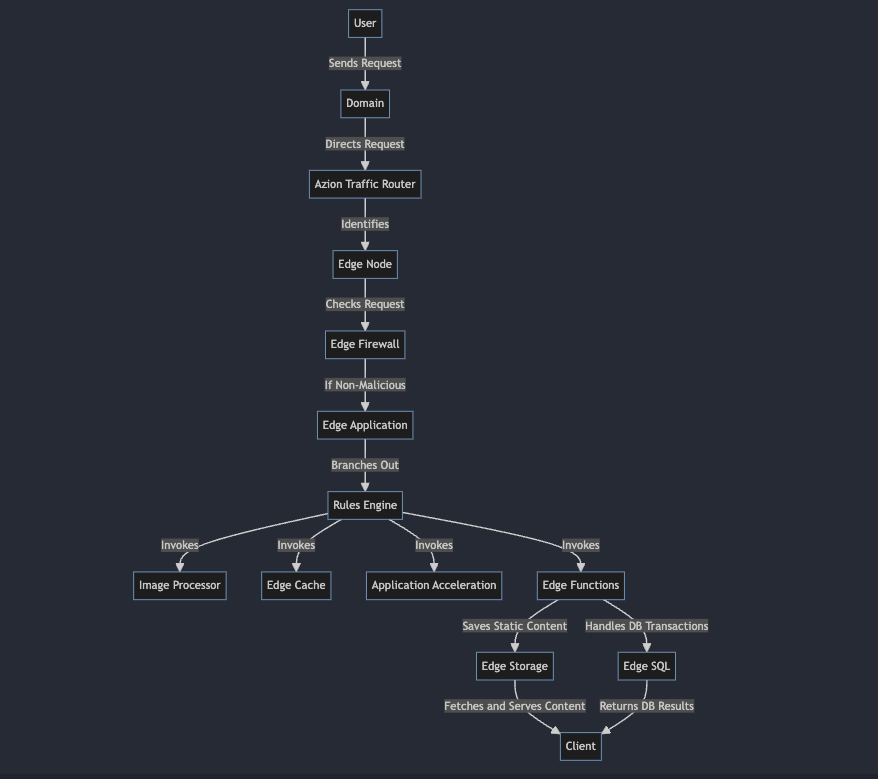 User
Sends Request
Domain
Directs Request
Azion Traffic Router
Identifies
Edge Node
Checks Request
Edge Firewall
If Non-Malicious
Edge Application
Branches Out
Rules Engine
Invokes Invokes Invokes Invokes
Image Processor Edge Cache Application Acceleration Edge Functions
Saves Static Content Handles DB Transactions
Edge Storage Edge SQL
Fetches and Serves Content Returns DB Results
Client